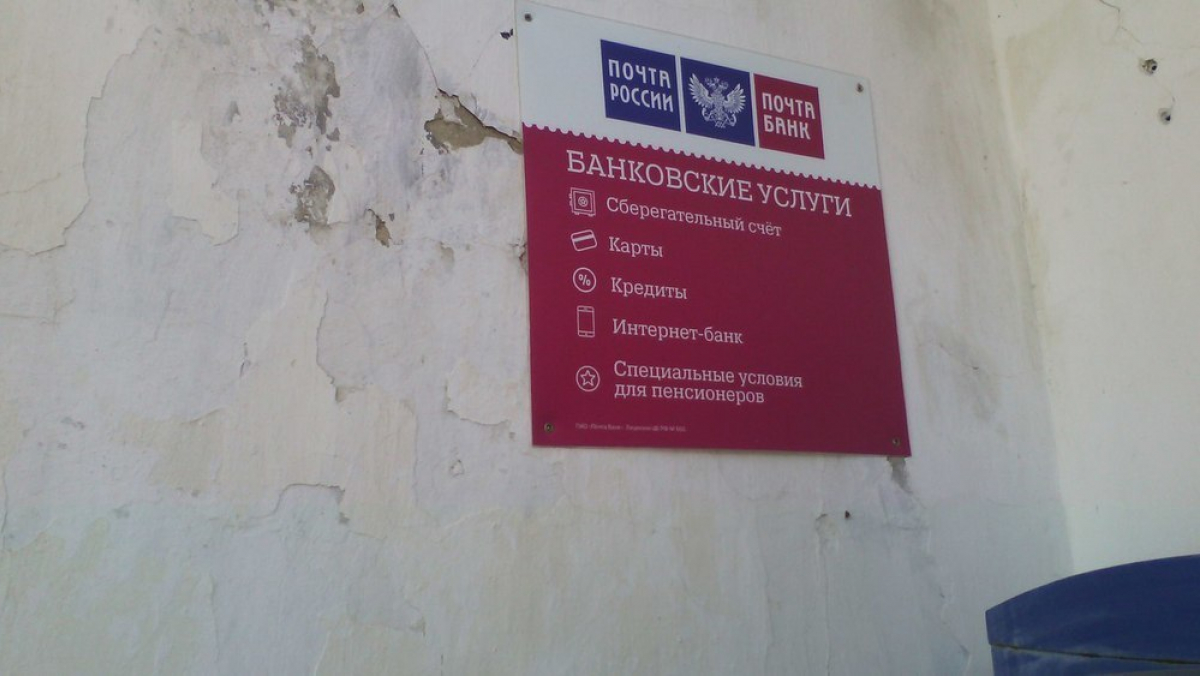 ПОЧТА
РОССИИ
ПОЧТА
БАНК
БАНКОВСКИЕ УСЛУГИ
Сберегательный счёт
Карты
%
Кредиты
Интернет-банк
Специальные условия
для пенсионеров